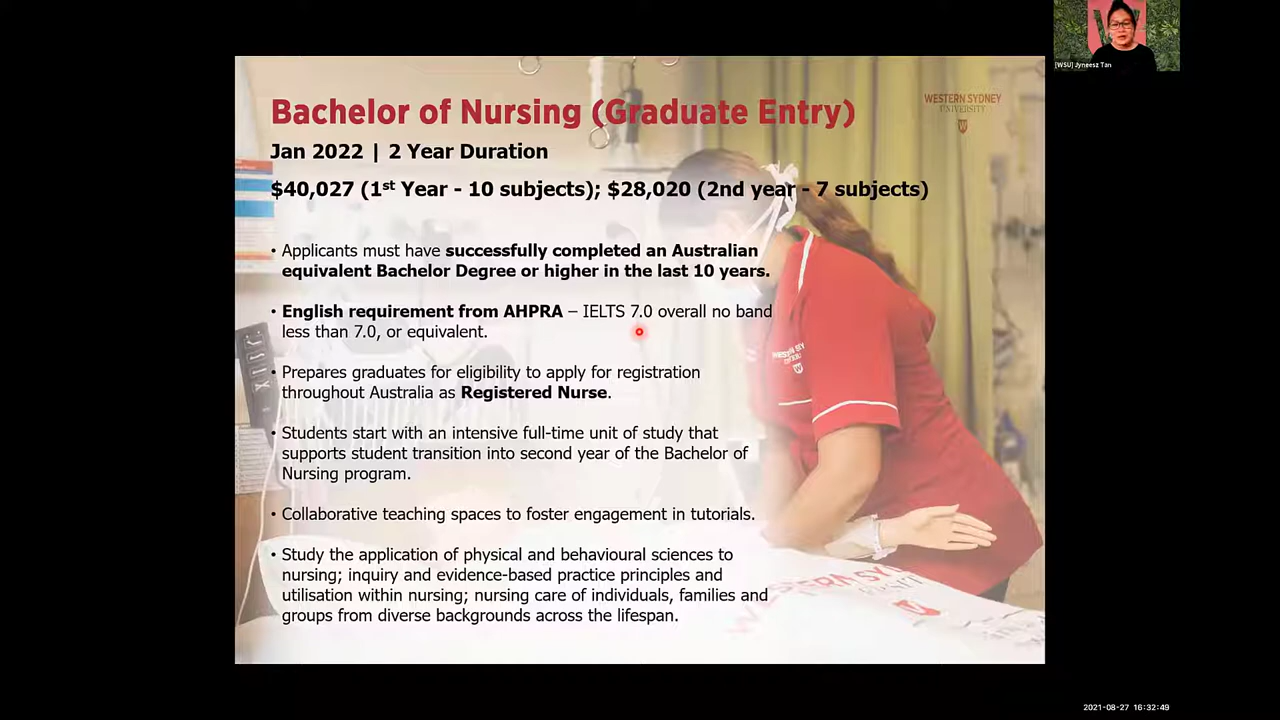 [WSU] Jyneesz Tan
WESTERN SYDNEY
UNIVERSITY
W
Bachelor of Nursing (Graduate Entry)
Jan 2022 | 2 Year Duration
$40,027 (1st Year - 10 subjects); $28,020 (2nd year - 7 subjects)
• Applicants must have successfully completed an Australian
equivalent Bachelor Degree or higher in the last 10 years.
• English requirement from AHPRA – IELTS 7.0 overall no band
less than 7.0, or equivalent.
• Prepares graduates for eligibility to apply for registration
throughout Australia as Registered Nurse.
• Students start with an intensive full-time unit of study that
supports student transition into second year of the Bachelor of
Nursing program.
• Collaborative teaching spaces to foster engagement in tutorials.
• Study the application of physical and behavioural sciences to
nursing; inquiry and evidence-based practice principles and
utilisation within nursing; nursing care of individuals, families and
groups from diverse backgrounds across the lifespan.
2021-08-27 16:32:49